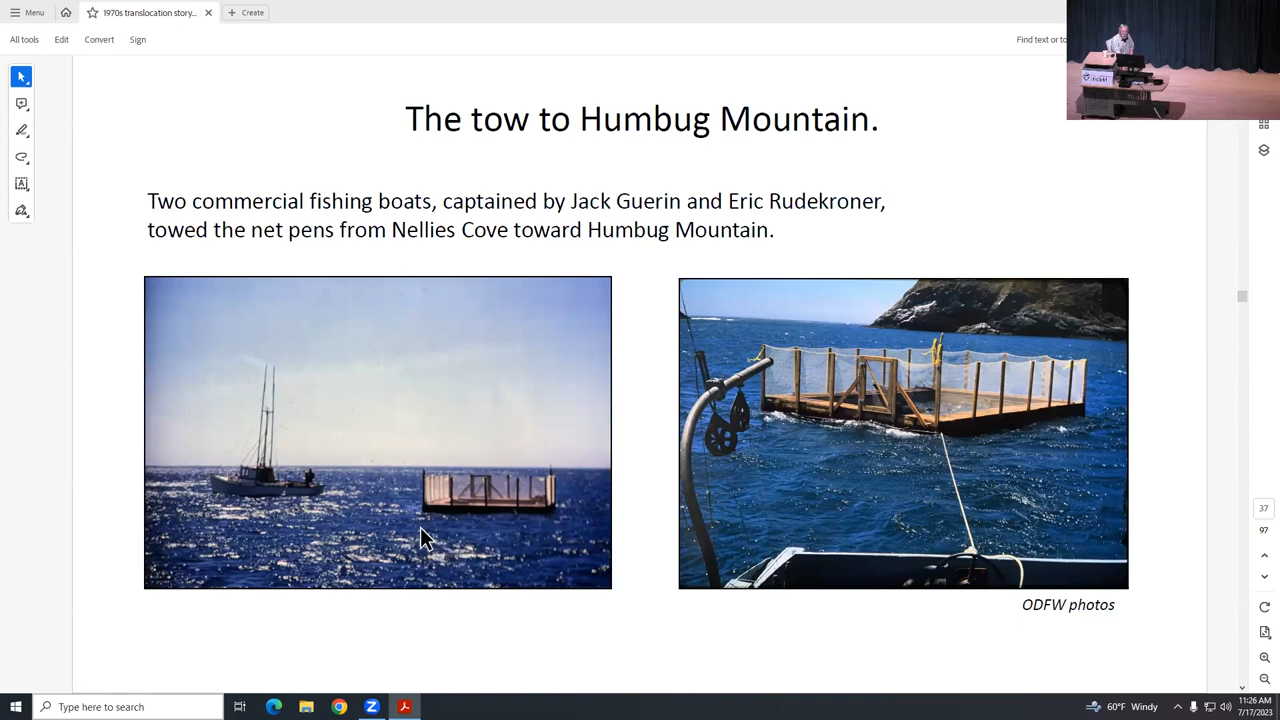 Menu
1970s translocation story...
Create
All tools
Edit
Convert
Sign
Find text or to
The tow to Humbug Mountain.
Two commercial fishing boats, captained by Jack Guerin and Eric Rudekroner,
towed the net pens from Nellies Cove toward Humbug Mountain.
ODFW photos
37
97
Type here to search
60°F Windy
11:26 AM
7/17/2023